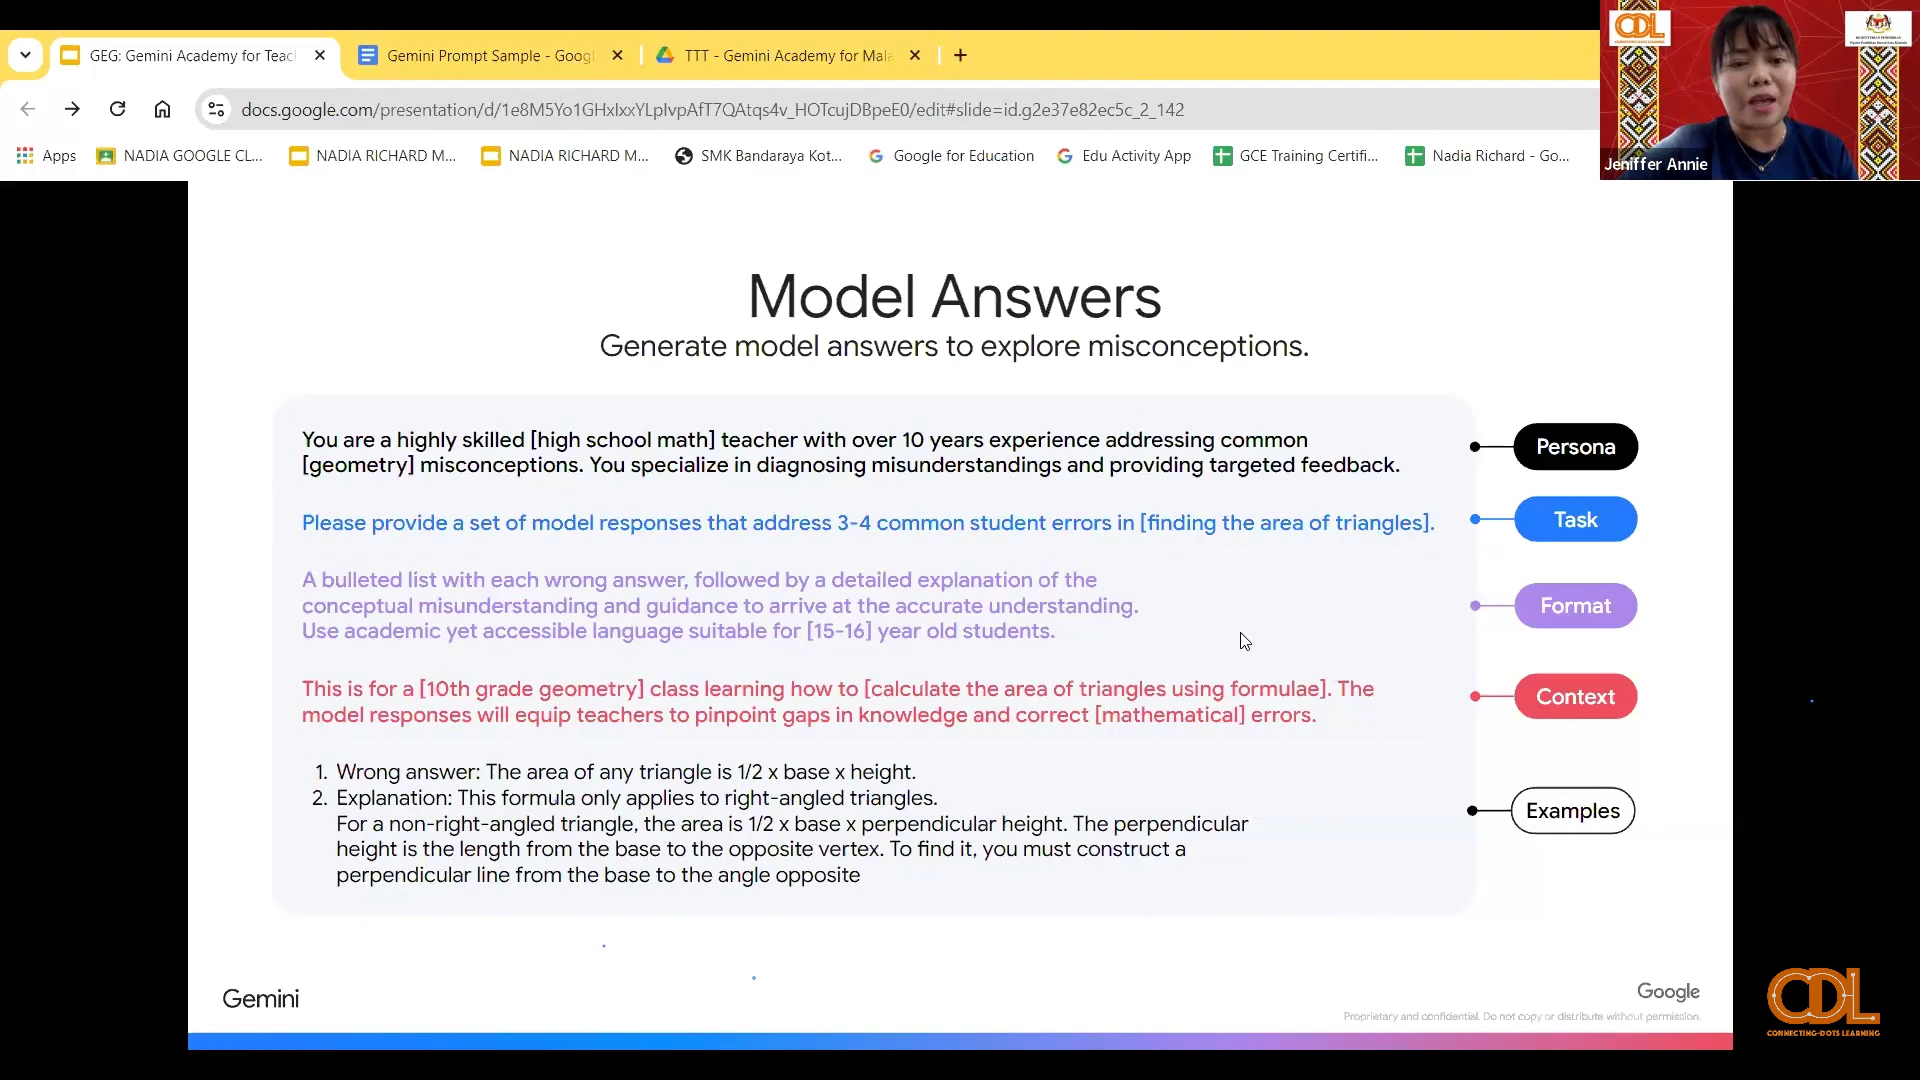 GEG: Gemini Academy for Teac
Gemini Prompt Sample - Goog
TTT - Gemini Academy for Mala
docs.google.com/presentation/d/1e8M5Yo1GHxIxxYLpIvpAfT7QAtqs4v_HOTcujDBpeE0/edit#slide=id.g2e37e82ec5c_2_142
Apps
NADIA GOOGLE CL...
NADIA RICHARD M...
NADIA RICHARD M...
SMK Bandaraya Kot...
Google for Education
Edu Activity App
GCE Training Certifi...
Nadia Richard - Go...
CDL
Jeniffer Annie
Model Answers
Generate model answers to explore misconceptions.
You are a highly skilled [high school math] teacher with over 10 years experience addressing common
[geometry] misconceptions. You specialize in diagnosing misunderstandings and providing targeted feedback.
Persona
Please provide a set of model responses that address 3-4 common student errors in [finding the area of triangles].
Task
A bulleted list with each wrong answer, followed by a detailed explanation of the
conceptual misunderstanding and guidance to arrive at the accurate understanding.
Use academic yet accessible language suitable for [15-16] year old students.
Format
This is for a [10th grade geometry] class learning how to [calculate the area of triangles using formulae]. The
model responses will equip teachers to pinpoint gaps in knowledge and correct [mathematical] errors.
Context
1. Wrong answer: The area of any triangle is 1/2 x base x height.
2. Explanation: This formula only applies to right-angled triangles.
For a non-right-angled triangle, the area is 1/2 x base x perpendicular height. The perpendicular
height is the length from the base to the opposite vertex. To find it, you must construct a
perpendicular line from the base to the angle opposite
Examples
Gemini
Google
Proprietary and confidential. Do not copy or distribute without permission.
CDL
CONNECTING-DOTS LEARNING